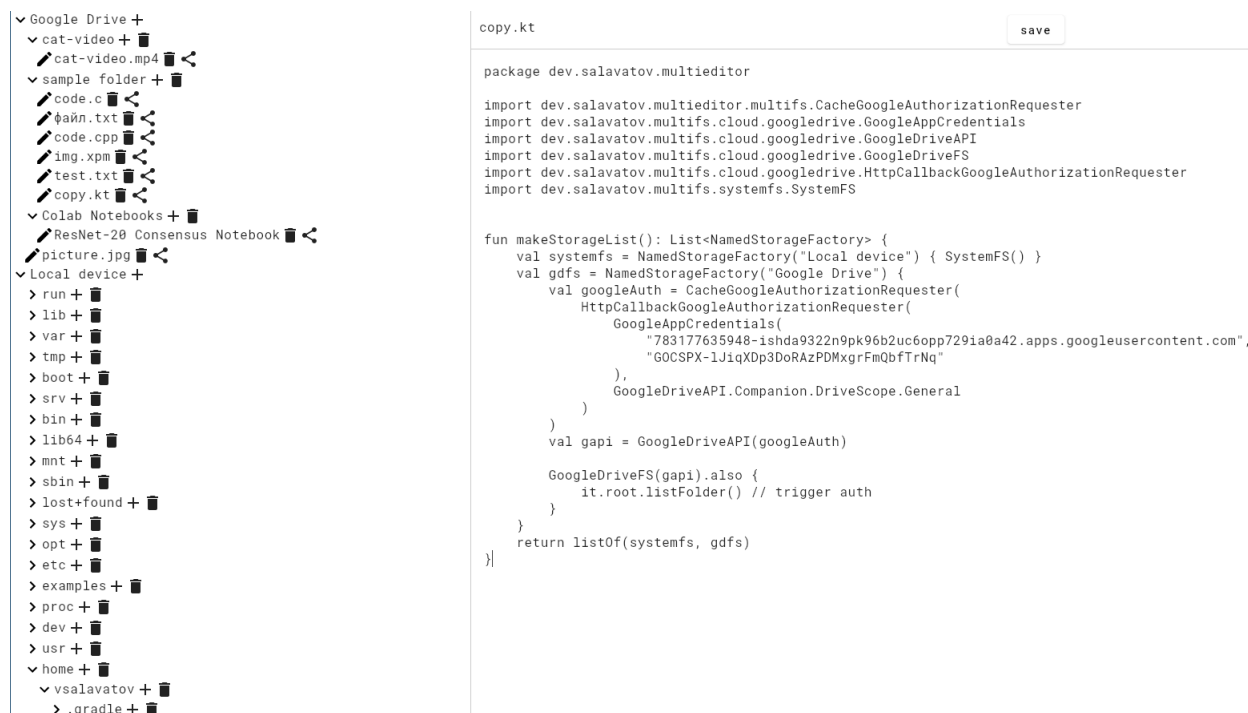 Google Drive
cat-video
cat-video.mp4
sample folder
code.c
файл.txt
code.cpp
img.xpm
test.txt
copy.kt
Colab Notebooks
ResNet-20 Consensus Notebook
picture.jpg
Local device
run
lib
var
tmp
boot
srv
bin
lib64
mnt
sbin
lost+found
sys
opt
etc
examples
proc
dev
usr
home
vsalavatov
.gradle
copy.kt
save
package dev.salavatov.multieditor
import dev.salavatov.multieditor.multifs.CacheGoogleAuthorizationRequester
import dev.salavatov.multifs.cloud.googledrive.GoogleAppCredentials
import dev.salavatov.multifs.cloud.googledrive.GoogleDriveAPI
import dev.salavatov.multifs.cloud.googledrive.GoogleDriveFS
import dev.salavatov.multifs.cloud.googledrive.HttpCallbackGoogleAuthorizationRequester
import dev.salavatov.multifs.systemfs.SystemFS
fun makeStorageList(): List<NamedStorageFactory> {
val systemfs = NamedStorageFactory("Local device") { SystemFS() }
val gdfs = NamedStorageFactory("Google Drive") {
val googleAuth = CacheGoogleAuthorizationRequester(
HttpCallbackGoogleAuthorizationRequester(
GoogleAppCredentials(
"783177635948-ishda9322n9pk96b2uc6opp729ia0a42.apps.googleusercontent.com",
"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"
),
GoogleDriveAPI.Companion.DriveScope.General
)
)
val gapi = GoogleDriveAPI(googleAuth)
GoogleDriveFS(gapi).also {
it.root.listFolder() // trigger auth
}
}
return listOf(systemfs, gdfs)
}